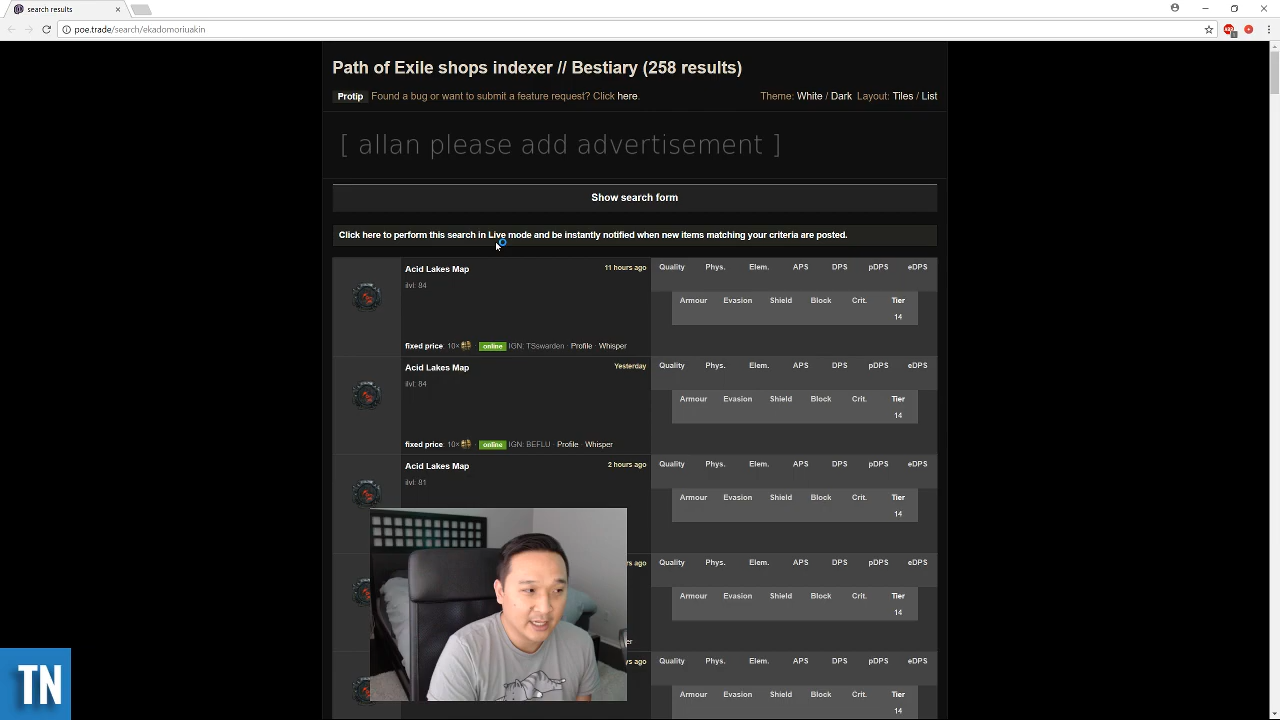 search results
poe.trade/search/ekadomoriuakin
Path of Exile shops indexer // Bestiary (258 results)
Protip Found a bug or want to submit a feature request? Click here.
Theme: White / Dark Layout: Tiles / List
[ allan please add advertisement ]
Show search form
Click here to perform this search in Live mode and be instantly notified when new items matching your criteria are posted.
Acid Lakes Map 11 hours ago
ilvl: 84
fixed price 10× online IGN: TSswarden · Profile · Whisper
Quality Phys. Elem. APS DPS pDPS eDPS
Armour Evasion Shield Block Crit. Tier
14
Acid Lakes Map Yesterday
ilvl: 84
fixed price 10× online IGN: BEFLU · Profile · Whisper
Quality Phys. Elem. APS DPS pDPS eDPS
Armour Evasion Shield Block Crit. Tier
14
Acid Lakes Map 2 hours ago
ilvl: 81
Quality Phys. Elem. APS DPS pDPS eDPS
Armour Evasion Shield Block Crit. Tier
14
ago
Quality Phys. Elem. APS DPS pDPS eDPS
Armour Evasion Shield Block Crit. Tier
14
ago
Quality Phys. Elem. APS DPS pDPS eDPS
Armour Evasion Shield Block Crit. Tier
14
TN